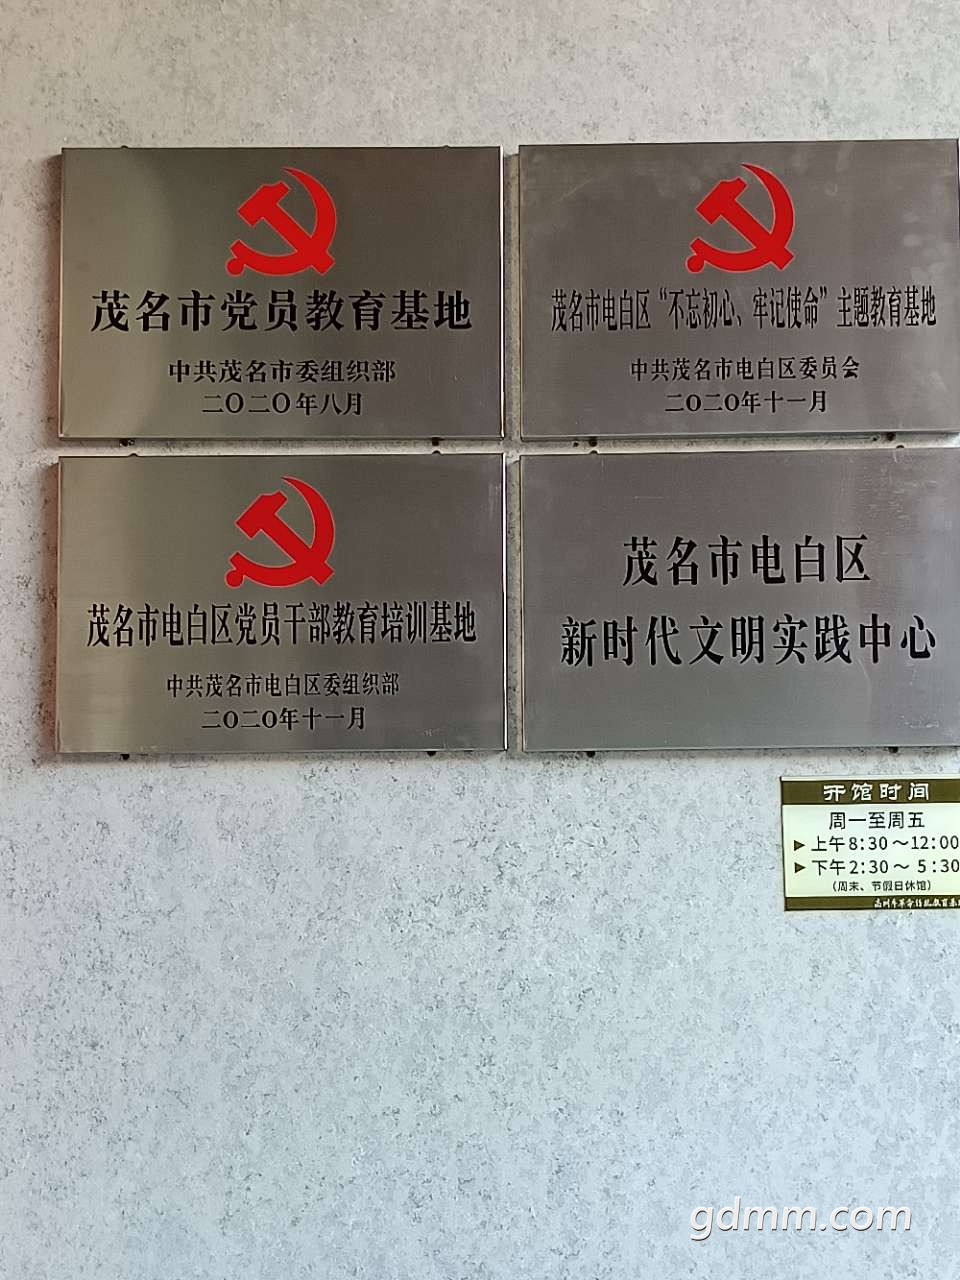 茂名市党员教育基地
中共茂名市委组织部
二〇二〇年八月
茂名市电白区“不忘初心、牢记使命”主题教育基地
中共茂名市电白区委员会
二〇二〇年十一月
茂名市电白区党员干部教育培训基地
中共茂名市电白区委组织部
二〇二〇年十一月
茂名市电白区
新时代文明实践中心
开馆时间
周一至周五
▶上午8:30～12:00
▶下午2:30～5:30
(周末、节假日休馆)
革命传统教育基
gdmm.com